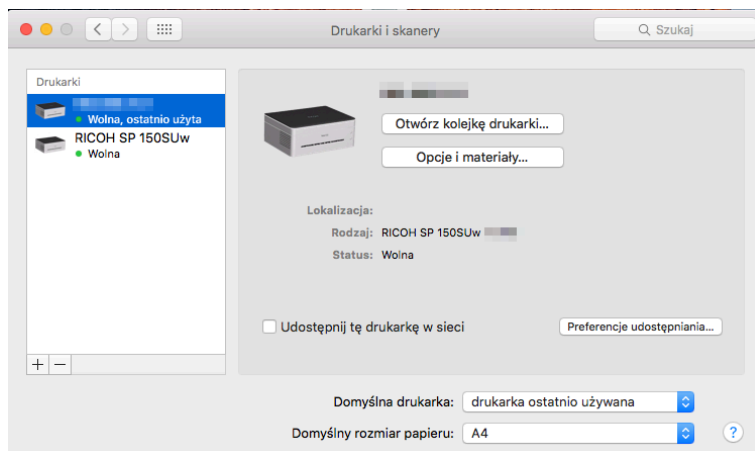 Drukarki i skanery
Szukaj
Drukarki
Wolna, ostatnio użyta
RICOH SP 150SUw
Wolna
Otwórz kolejkę drukarki...
Opcje i materiały...
Lokalizacja:
Rodzaj: RICOH SP 150SUw
Status: Wolna
Udostępnij tę drukarkę w sieci
Preferencje udostępniania...
+ −
Domyślna drukarka: drukarka ostatnio używana
Domyślny rozmiar papieru: A4
?